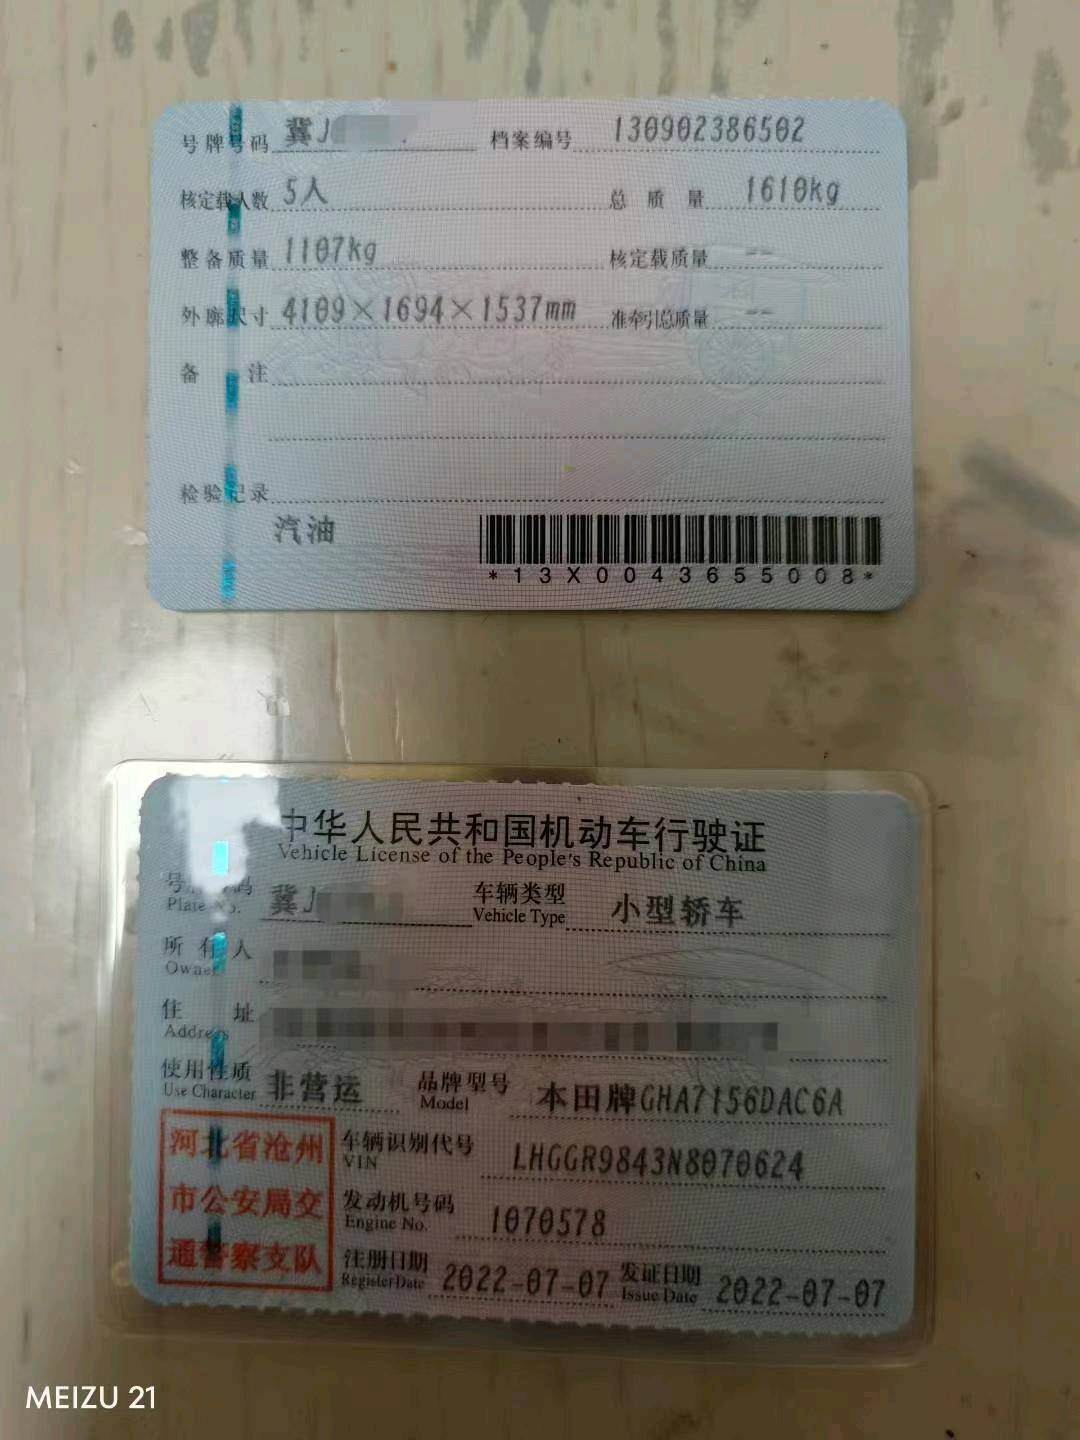 号牌号码 冀J 档案编号 130902386502
核定载人数 5人 总质量 1610kg
整备质量 1107kg 核定载质量 --
外廓尺寸 4109×1694×1537mm 准牵引总质量 --
备注
检验记录
汽油
*13X0043655008*
中华人民共和国机动车行驶证
Vehicle License of the People's Republic of China
号牌号码 冀J 车辆类型 小型轿车
Plate No. Vehicle Type
所有人
Owner
住址
Address
使用性质 非营运 品牌型号 本田牌GHA7156DAC6A
Use Character Model
河北省沧州
市公安局交
通警察支队
车辆识别代号 LHGGR9843N8070624
VIN
发动机号码 1070578
Engine No.
注册日期 2022-07-07 发证日期 2022-07-07
Register Date Issue Date
MEIZU 21